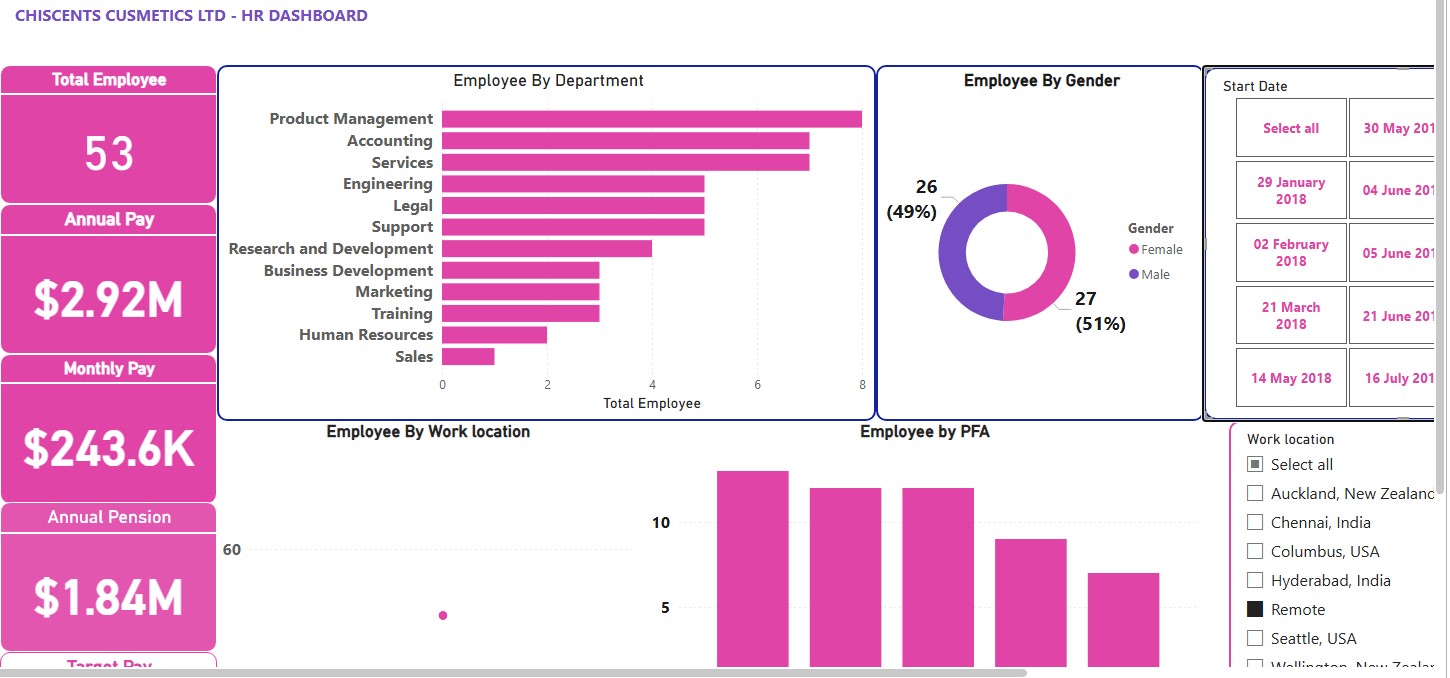 CHISCENTS CUSMETICS LTD - HR DASHBOARD
Total Employee
53
Annual Pay
$2.92M
Monthly Pay
$243.6K
Annual Pension
$1.84M
Target Pay
Employee By Department
Product Management
Accounting
Services
Engineering
Legal
Support
Research and Development
Business Development
Marketing
Training
Human Resources
Sales
0 2 4 6 8
Total Employee
Employee By Gender
26
(49%)
27
(51%)
Gender
Female
Male
Start Date
Select all
30 May 201
29 January
2018
04 June 201
02 February
2018
05 June 201
21 March
2018
21 June 201
14 May 2018
16 July 201
Employee By Work location
60
Employee by PFA
10
5
Work location
Select all
Auckland, New Zealand
Chennai, India
Columbus, USA
Hyderabad, India
Remote
Seattle, USA
Wellington, New Zealan